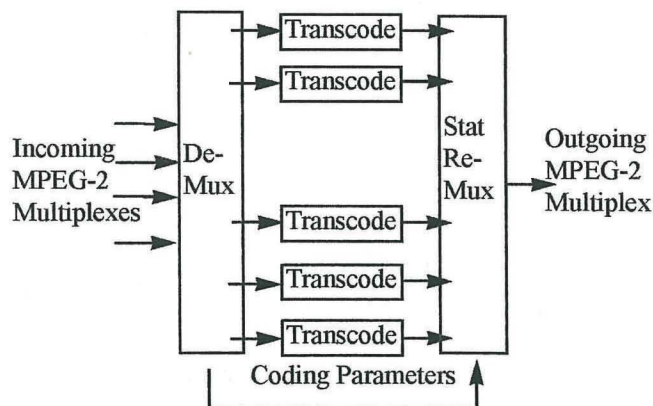 Transcode
Transcode
Incoming
MPEG-2
Multiplexes
De-
Mux
Stat
Re-
Mux
Outgoing
MPEG-2
Multiplex
Transcode
Transcode
Transcode
Coding Parameters